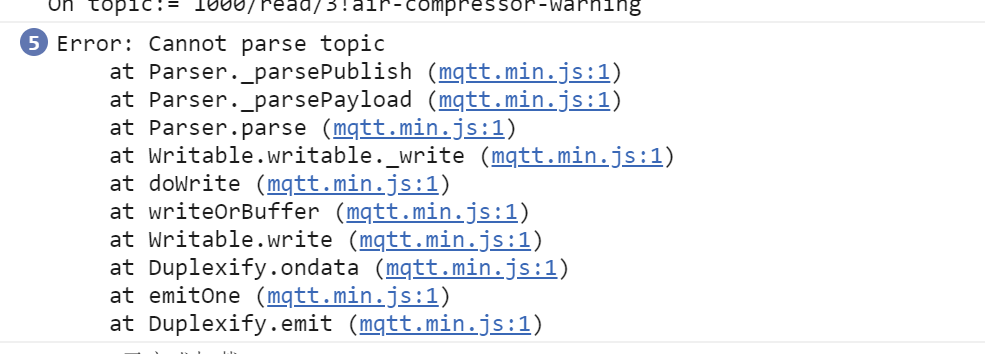 On topic:= 1000/read/3!air-compressor-warning
5 Error: Cannot parse topic
at Parser._parsePublish (mqtt.min.js:1)
at Parser._parsePayload (mqtt.min.js:1)
at Parser.parse (mqtt.min.js:1)
at Writable.writable._write (mqtt.min.js:1)
at doWrite (mqtt.min.js:1)
at writeOrBuffer (mqtt.min.js:1)
at Writable.write (mqtt.min.js:1)
at Duplexify.ondata (mqtt.min.js:1)
at emitOne (mqtt.min.js:1)
at Duplexify.emit (mqtt.min.js:1)